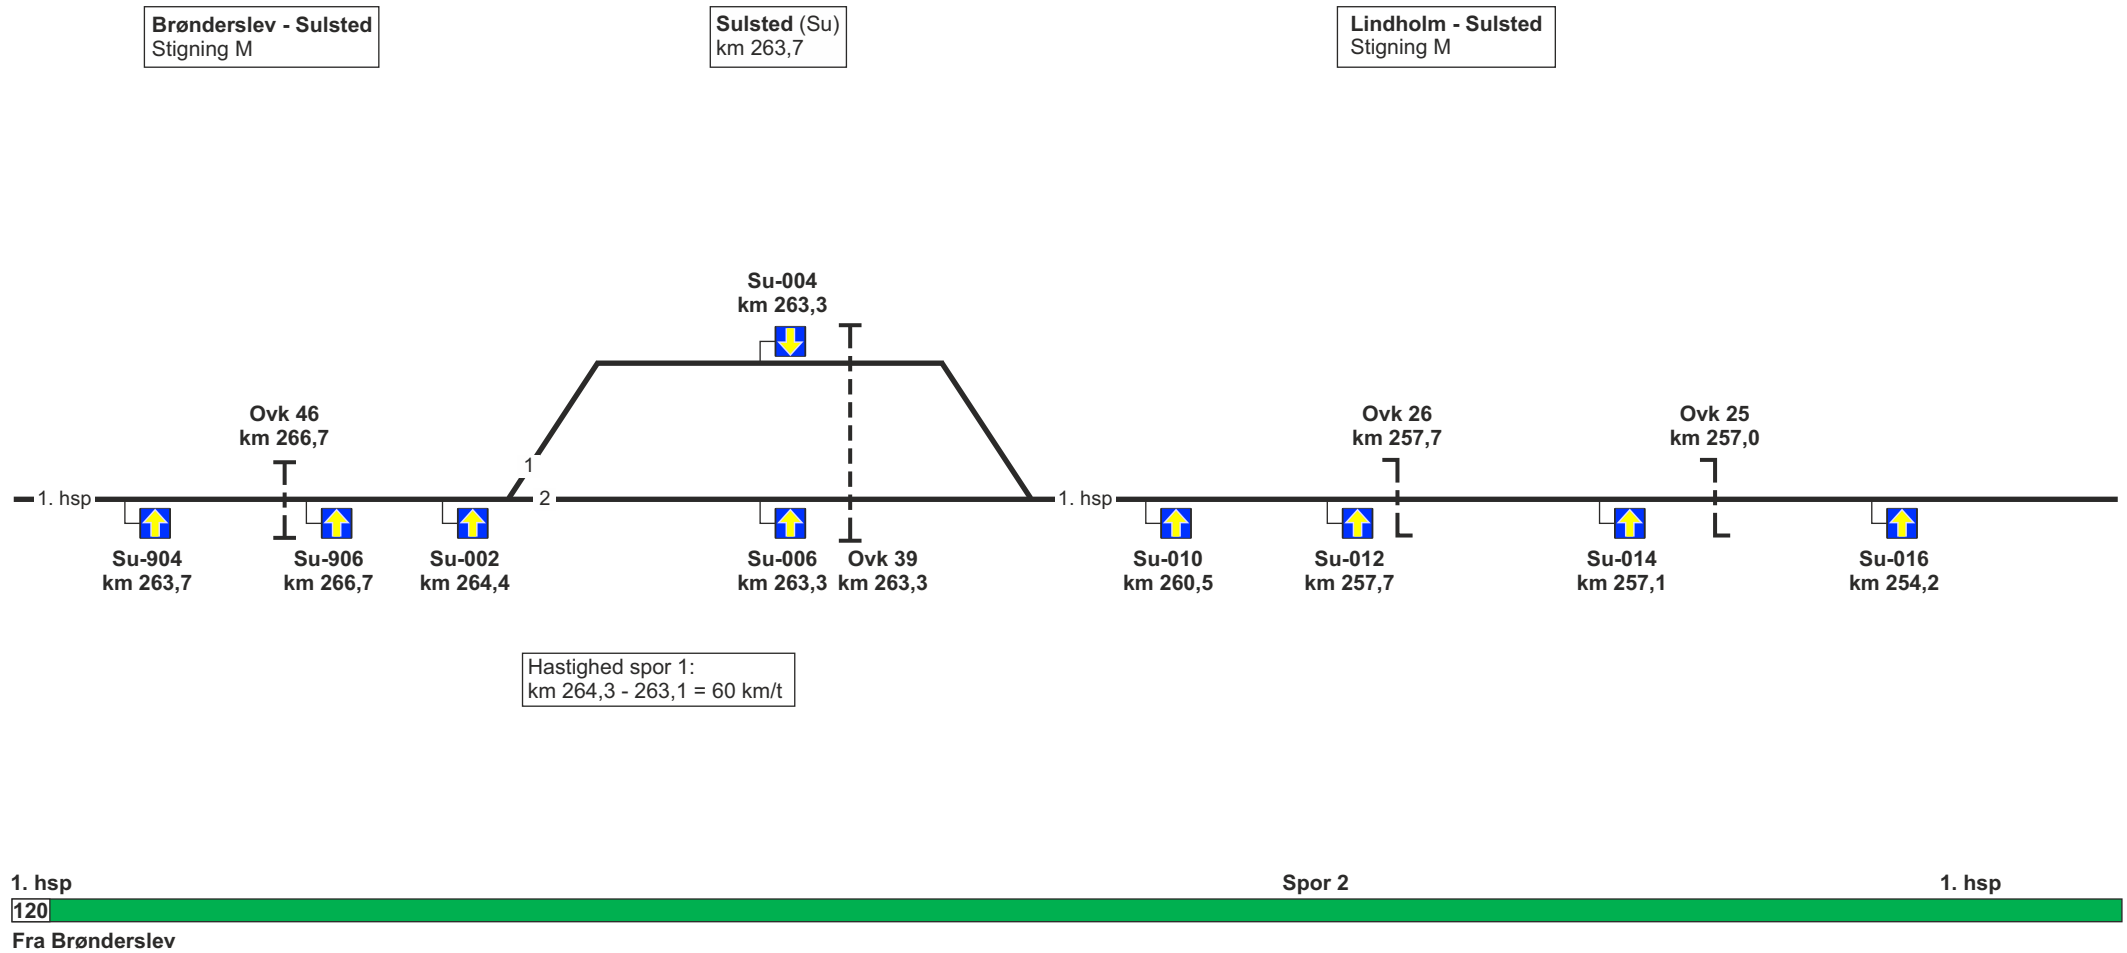 Brønderslev - Sulsted
Stigning M
Sulsted (Su)
km 263,7
Lindholm - Sulsted
Stigning M
Su-004
km 263,3
Ovk 46
km 266,7
Ovk 26
km 257,7
Ovk 25
km 257,0
1
1. hsp
2
1. hsp
Su-904
km 263,7
Su-906
km 266,7
Su-002
km 264,4
Su-006
km 263,3
Ovk 39
km 263,3
Su-010
km 260,5
Su-012
km 257,7
Su-014
km 257,1
Su-016
km 254,2
Hastighed spor 1:
km 264,3 - 263,1 = 60 km/t
1. hsp
Spor 2
1. hsp
120
Fra Brønderslev